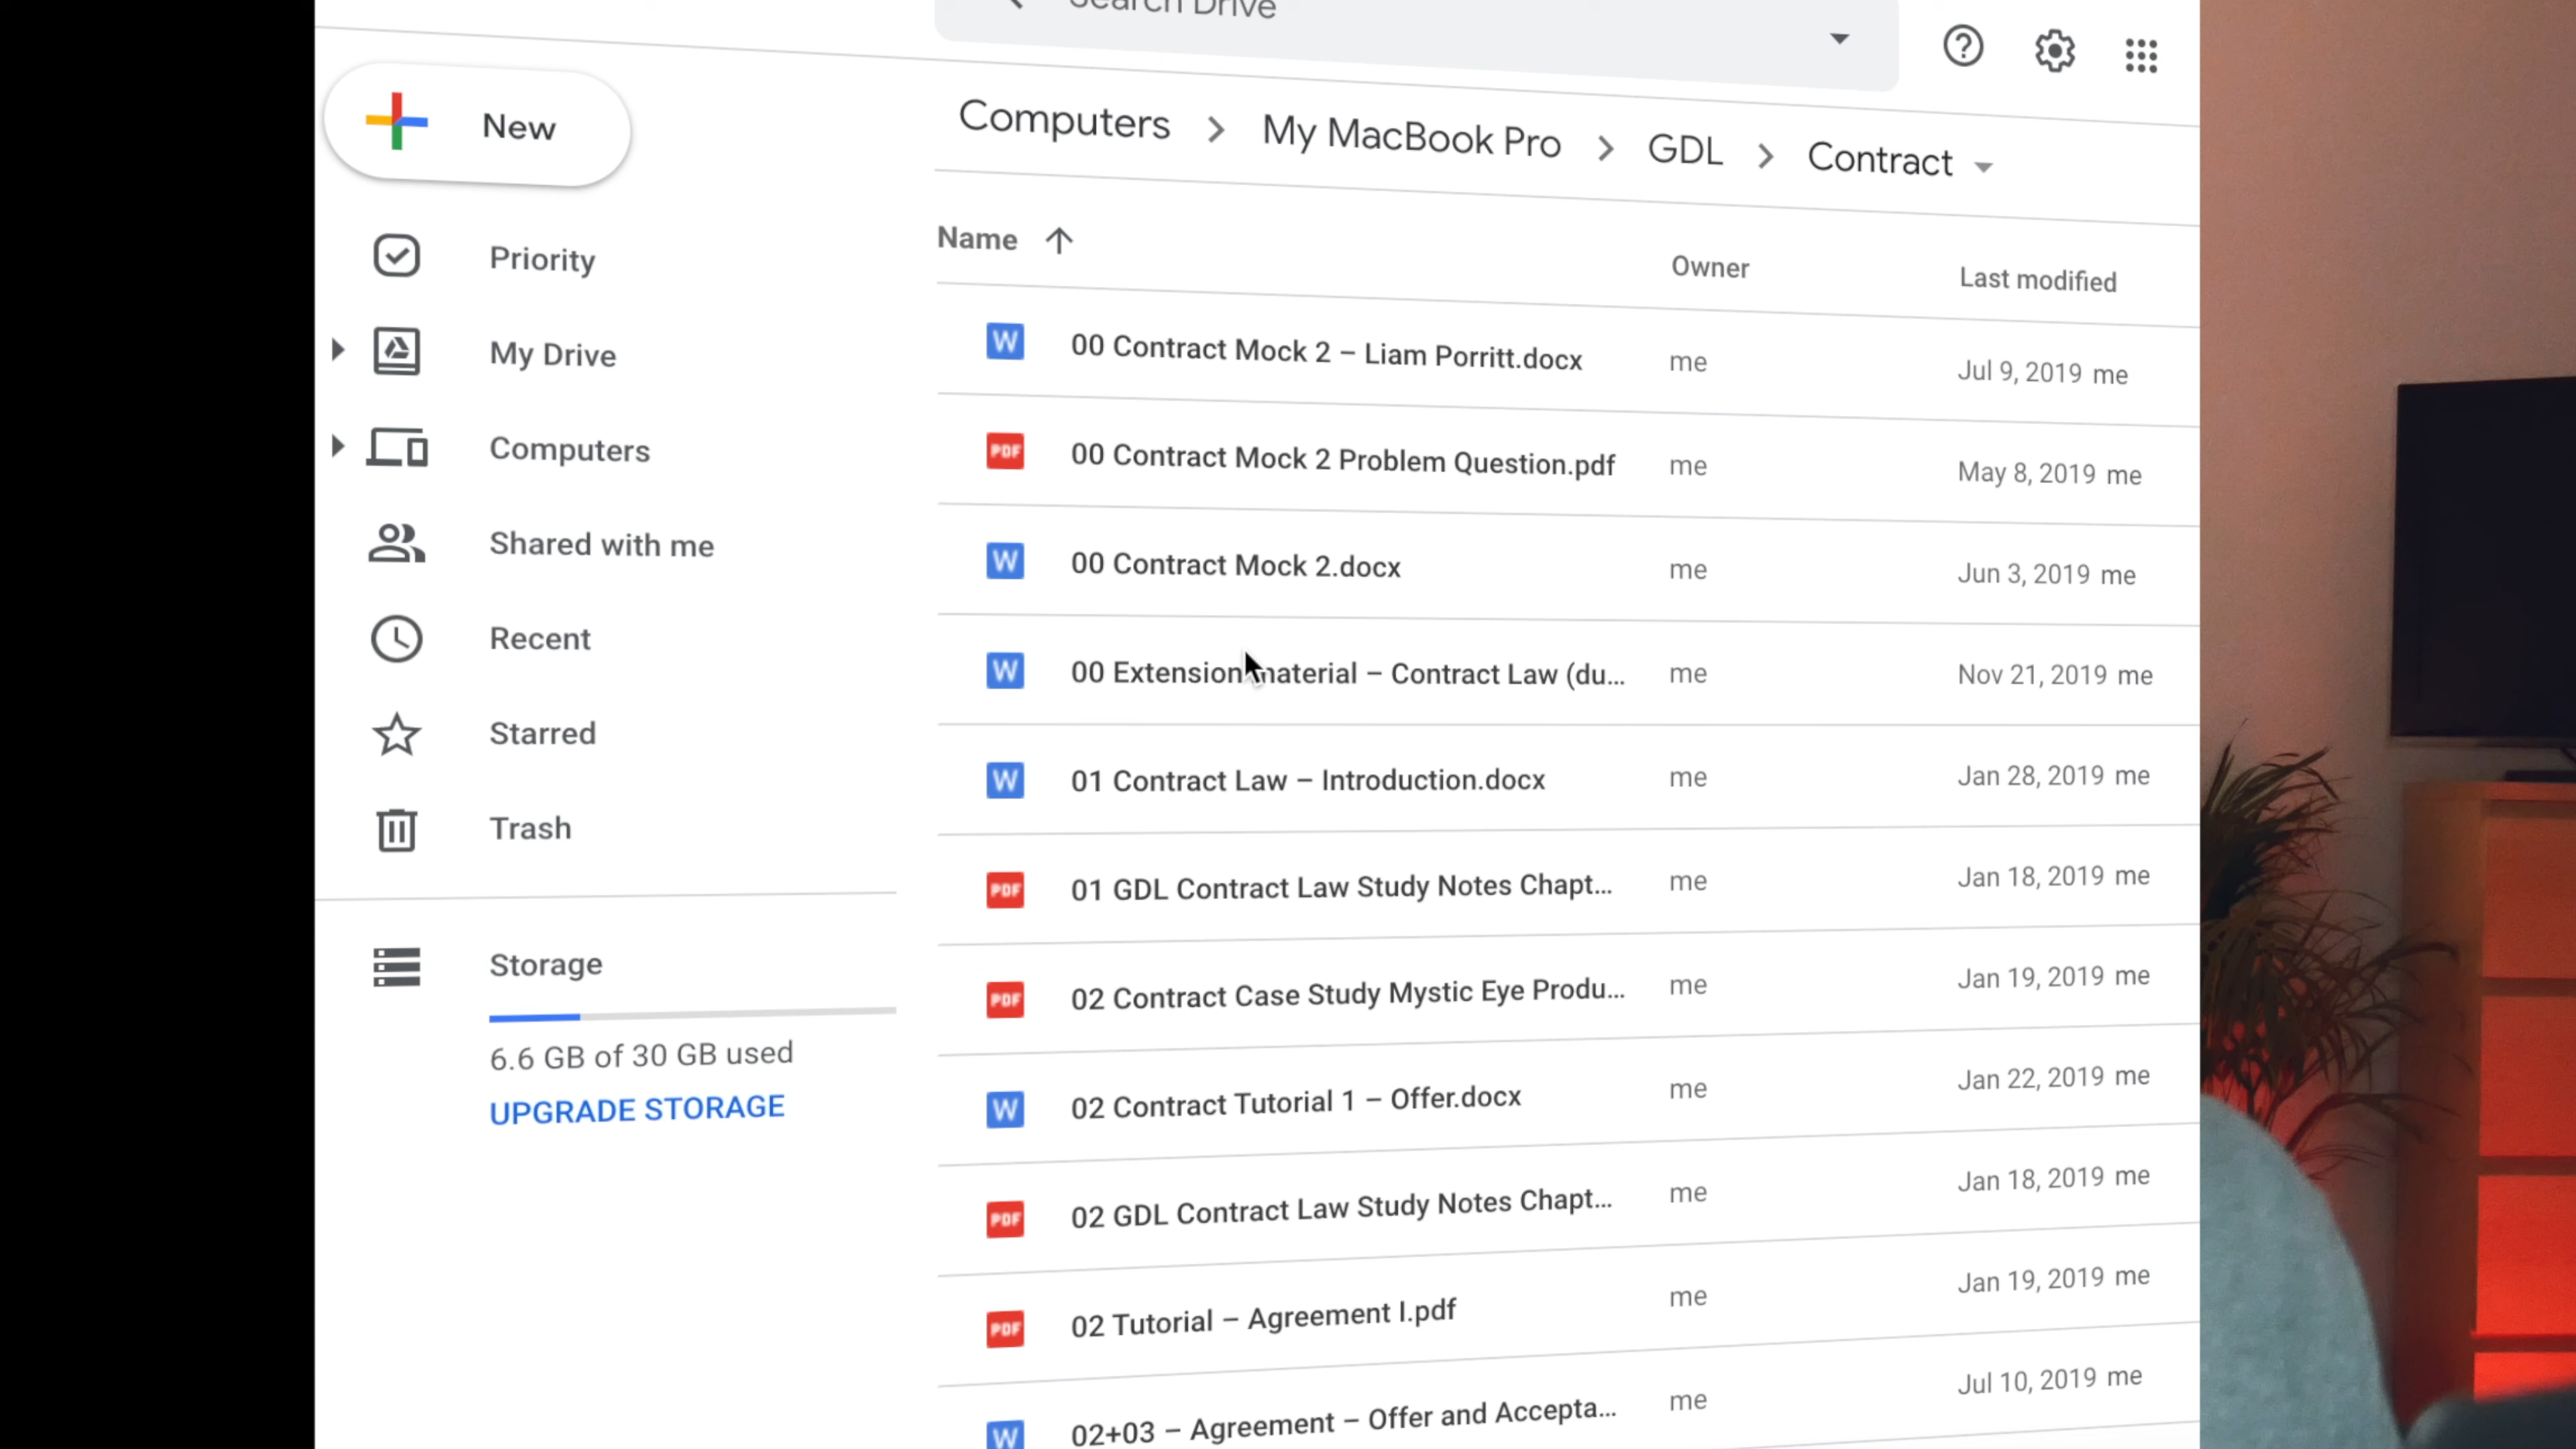 Search Drive
New
Computers > My MacBook Pro > GDL > Contract
Name Owner Last modified
Priority
My Drive
Computers
Shared with me
Recent
Starred
Trash
Storage
6.6 GB of 30 GB used
UPGRADE STORAGE
00 Contract Mock 2 – Liam Porritt.docx me Jul 9, 2019 me
00 Contract Mock 2 Problem Question.pdf me May 8, 2019 me
00 Contract Mock 2.docx me Jun 3, 2019 me
00 Extension material – Contract Law (du... me Nov 21, 2019 me
01 Contract Law – Introduction.docx me Jan 28, 2019 me
01 GDL Contract Law Study Notes Chapt... me Jan 18, 2019 me
02 Contract Case Study Mystic Eye Produ... me Jan 19, 2019 me
02 Contract Tutorial 1 – Offer.docx me Jan 22, 2019 me
02 GDL Contract Law Study Notes Chapt... me Jan 18, 2019 me
02 Tutorial – Agreement I.pdf me Jan 19, 2019 me
02+03 – Agreement – Offer and Accepta... me Jul 10, 2019 me